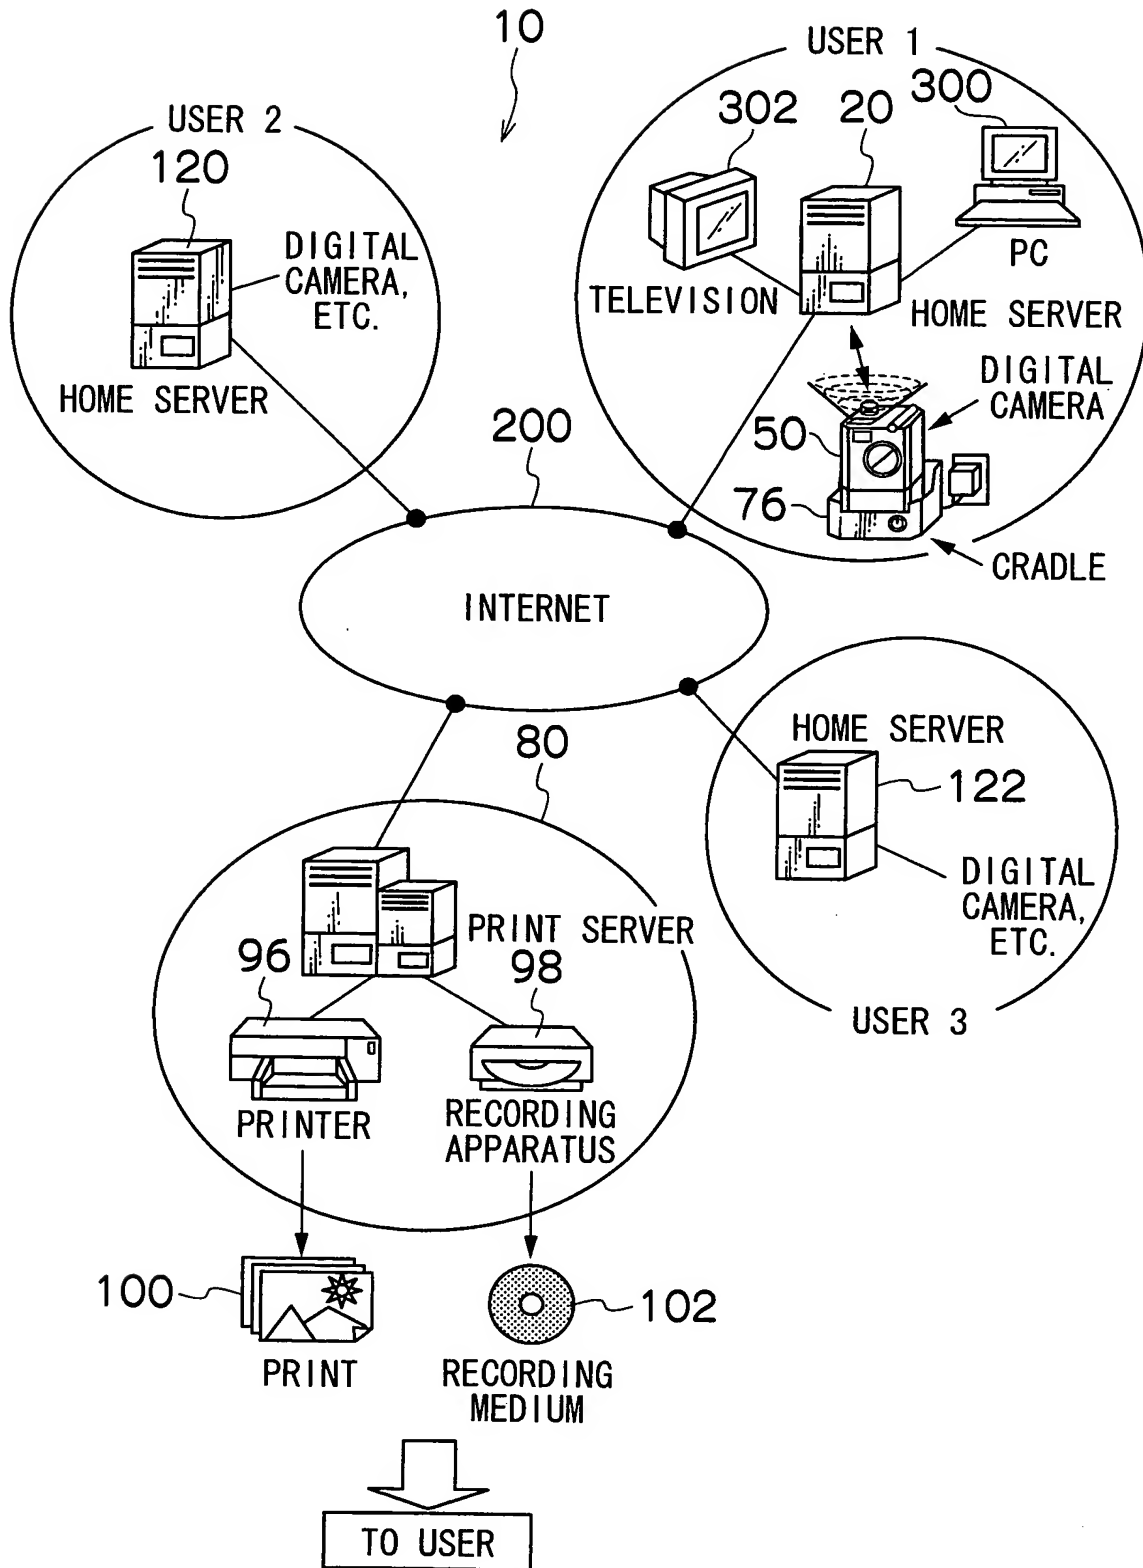 10
USER 1
302
20
300
TELEVISION
HOME SERVER
PC
DIGITAL
CAMERA
50
76
CRADLE
USER 2
120
DIGITAL
CAMERA,
ETC.
HOME SERVER
200
INTERNET
80
HOME SERVER
122
DIGITAL
CAMERA,
ETC.
USER 3
PRINT SERVER
96
98
PRINTER
RECORDING
APPARATUS
100
PRINT
102
RECORDING
MEDIUM
TO USER